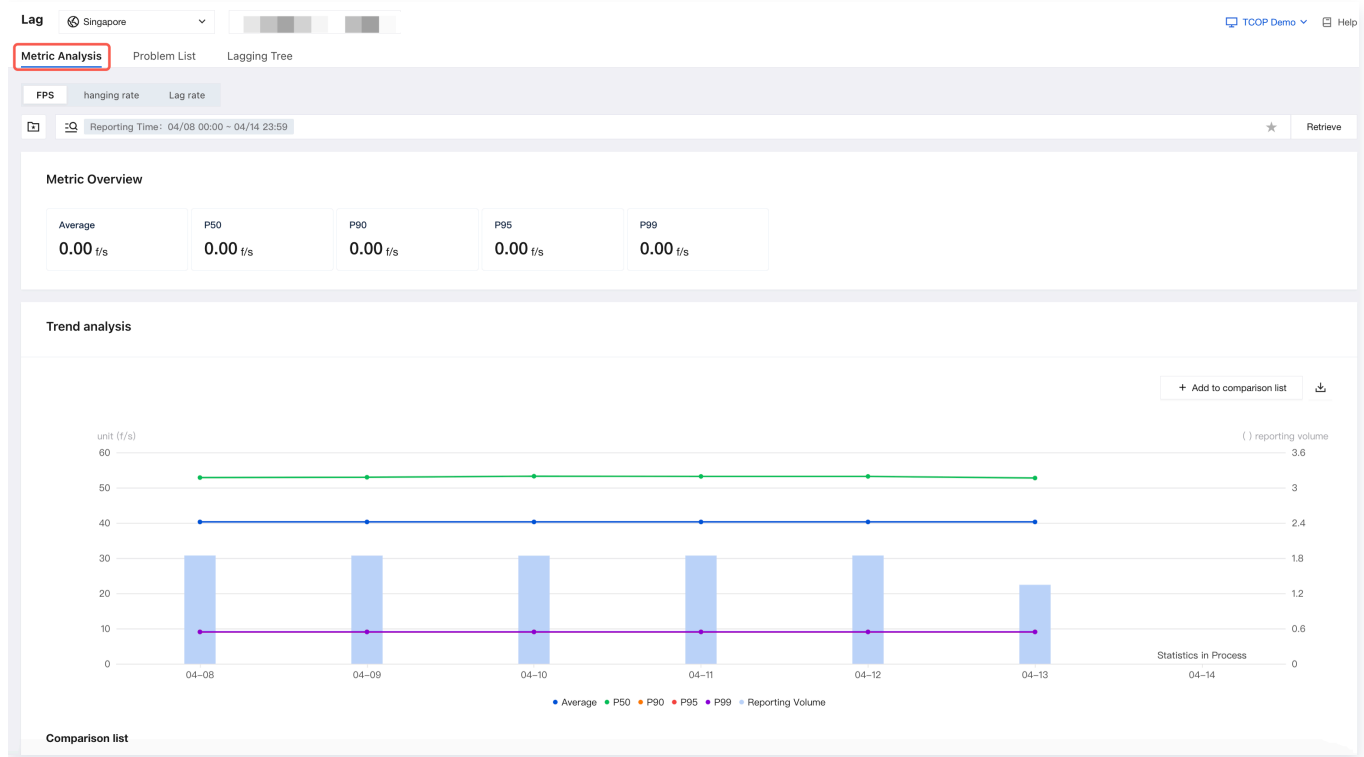 Lag Singapore TCOP Demo Help
Metric Analysis Problem List Lagging Tree
FPS hanging rate Lag rate
Reporting Time: 04/08 00:00 ~ 04/14 23:59 Retrieve
Metric Overview
Average P50 P90 P95 P99
0.00 f/s 0.00 f/s 0.00 f/s 0.00 f/s 0.00 f/s
Trend analysis
+ Add to comparison list
unit (f/s) ( ) reporting volume
60 3.6
50 3
40 2.4
30 1.8
20 1.2
10 0.6
Statistics in Process
0 0
04-08 04-09 04-10 04-11 04-12 04-13 04-14
Average P50 P90 P95 P99 Reporting Volume
Comparison list